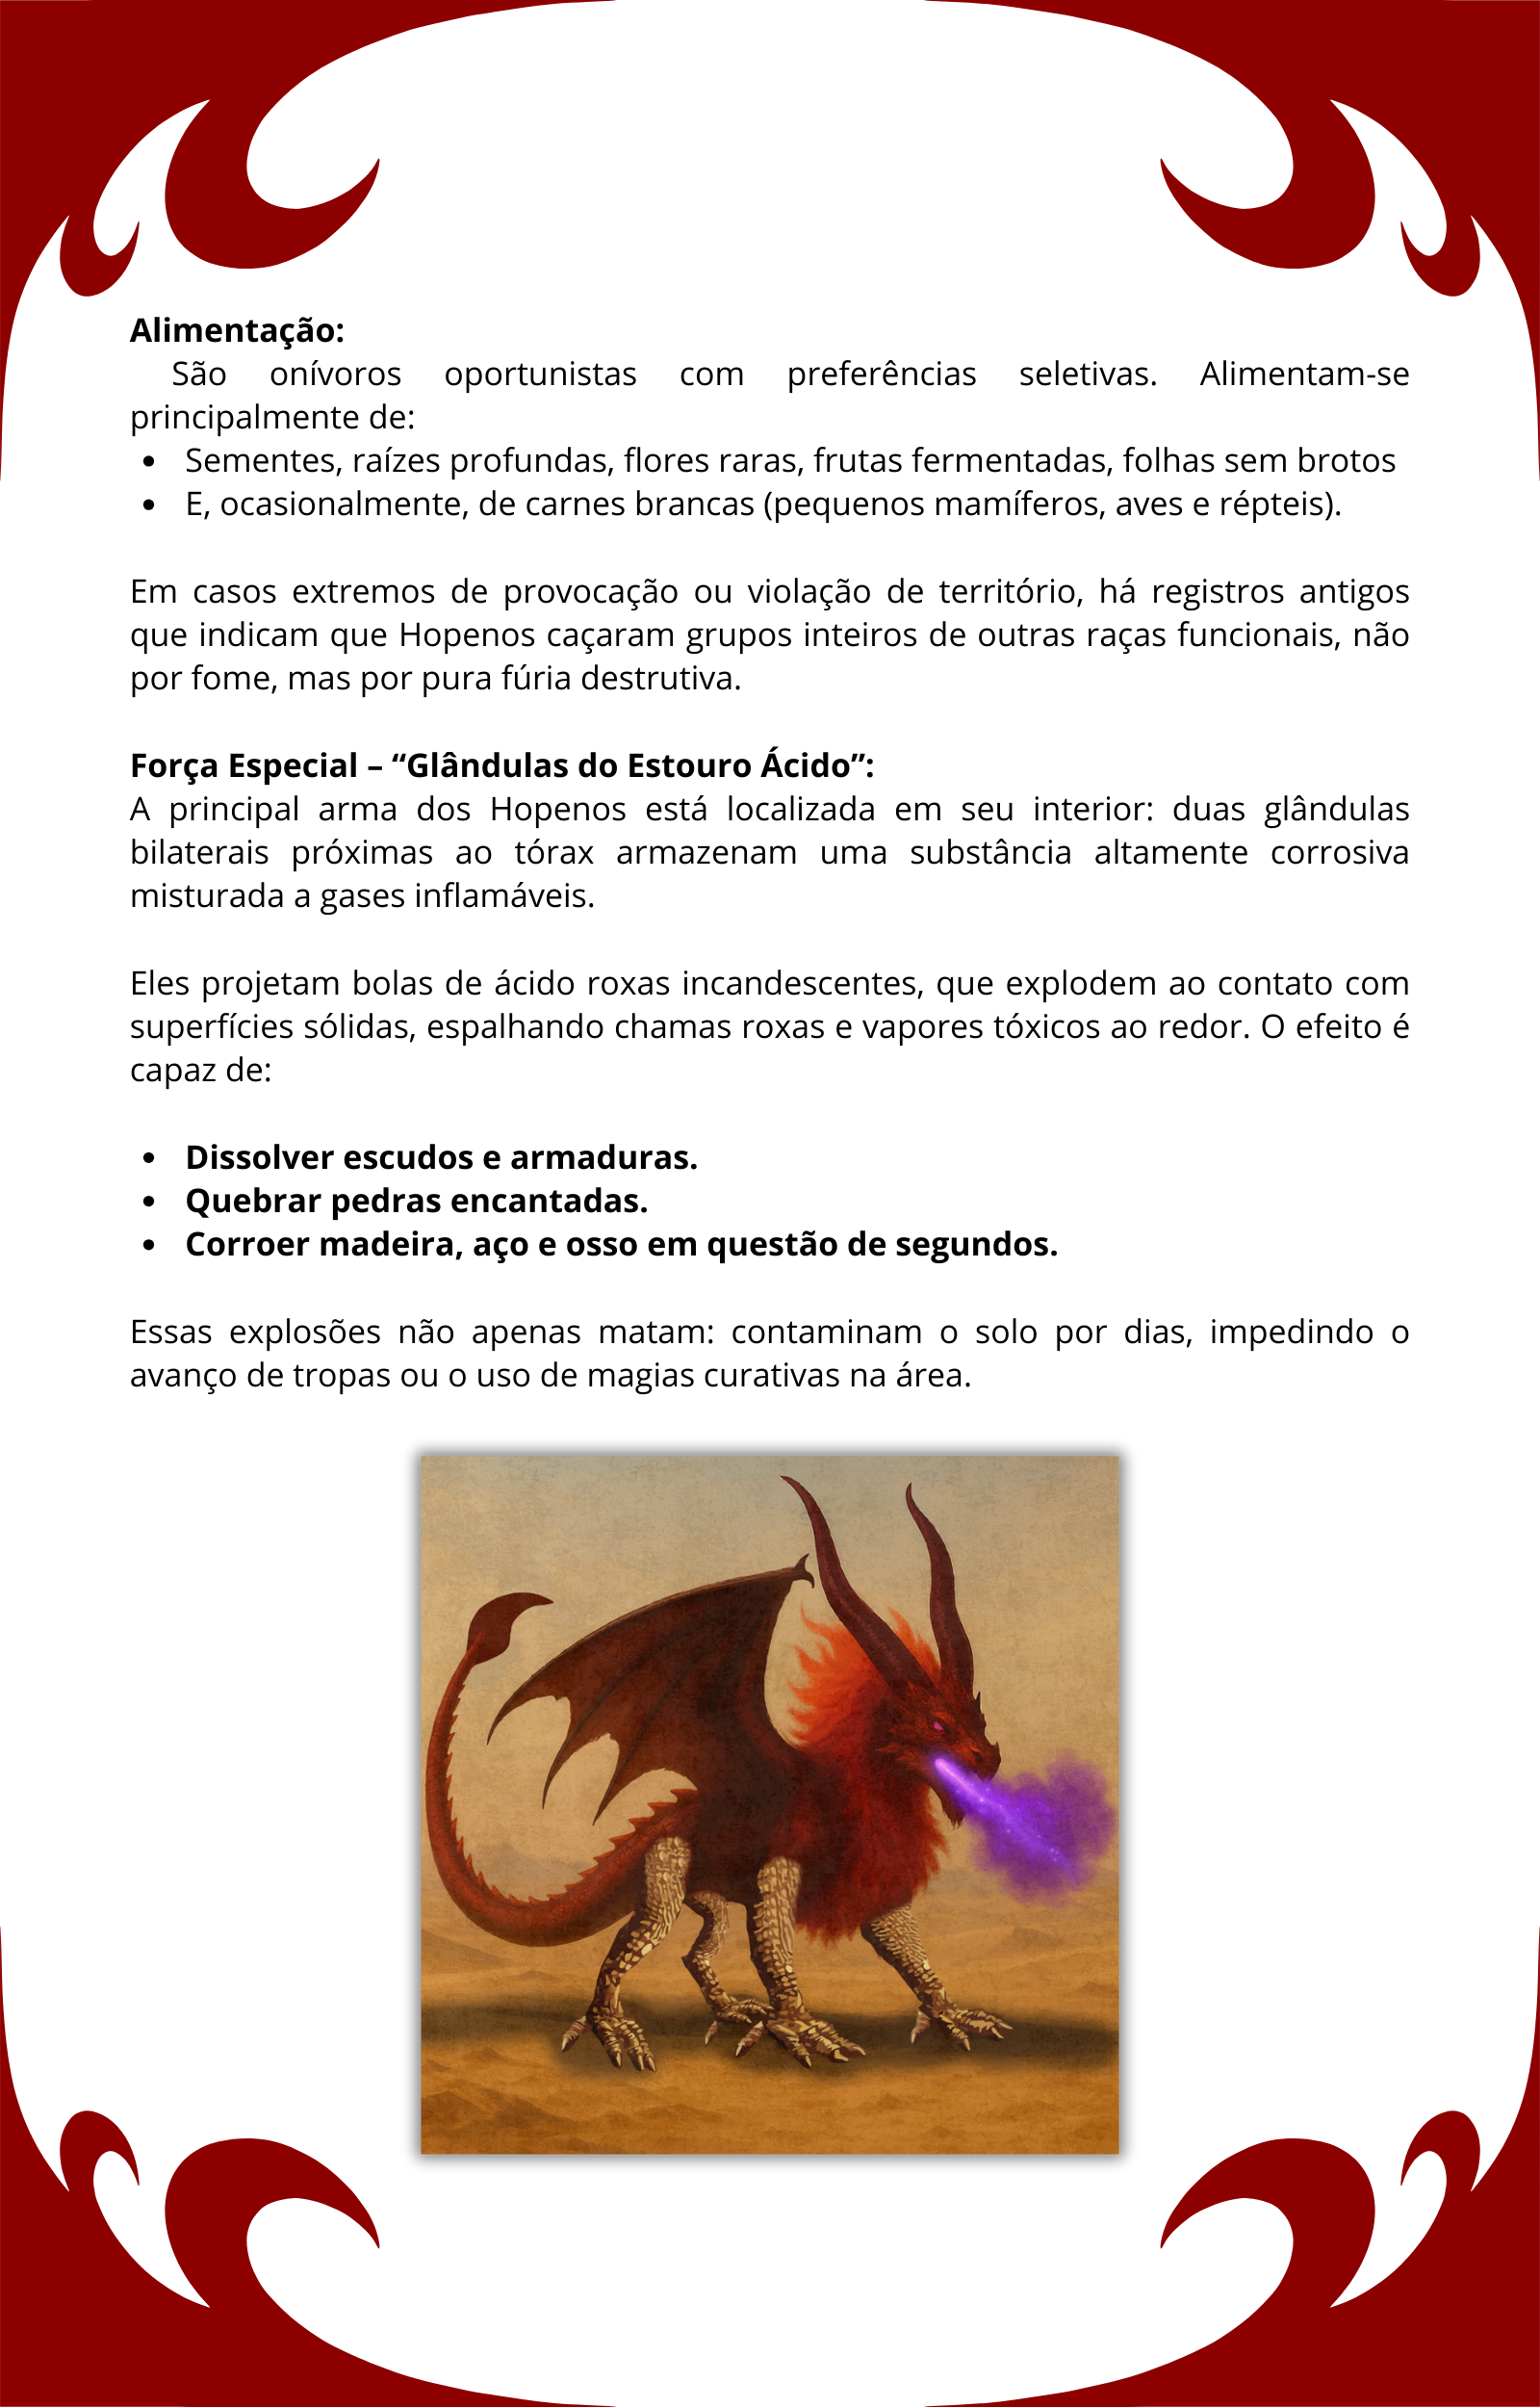 Alimentação:
São onívoros oportunistas com preferências seletivas. Alimentam-se
principalmente de:
• Sementes, raízes profundas, flores raras, frutas fermentadas, folhas sem brotos
• E, ocasionalmente, de carnes brancas (pequenos mamíferos, aves e répteis).
Em casos extremos de provocação ou violação de território, há registros antigos
que indicam que Hopenos caçaram grupos inteiros de outras raças funcionais, não
por fome, mas por pura fúria destrutiva.
Força Especial – “Glândulas do Estouro Ácido”:
A principal arma dos Hopenos está localizada em seu interior: duas glândulas
bilaterais próximas ao tórax armazenam uma substância altamente corrosiva
misturada a gases inflamáveis.
Eles projetam bolas de ácido roxas incandescentes, que explodem ao contato com
superfícies sólidas, espalhando chamas roxas e vapores tóxicos ao redor. O efeito é
capaz de:
• Dissolver escudos e armaduras.
• Quebrar pedras encantadas.
• Corroer madeira, aço e osso em questão de segundos.
Essas explosões não apenas matam: contaminam o solo por dias, impedindo o
avanço de tropas ou o uso de magias curativas na área.